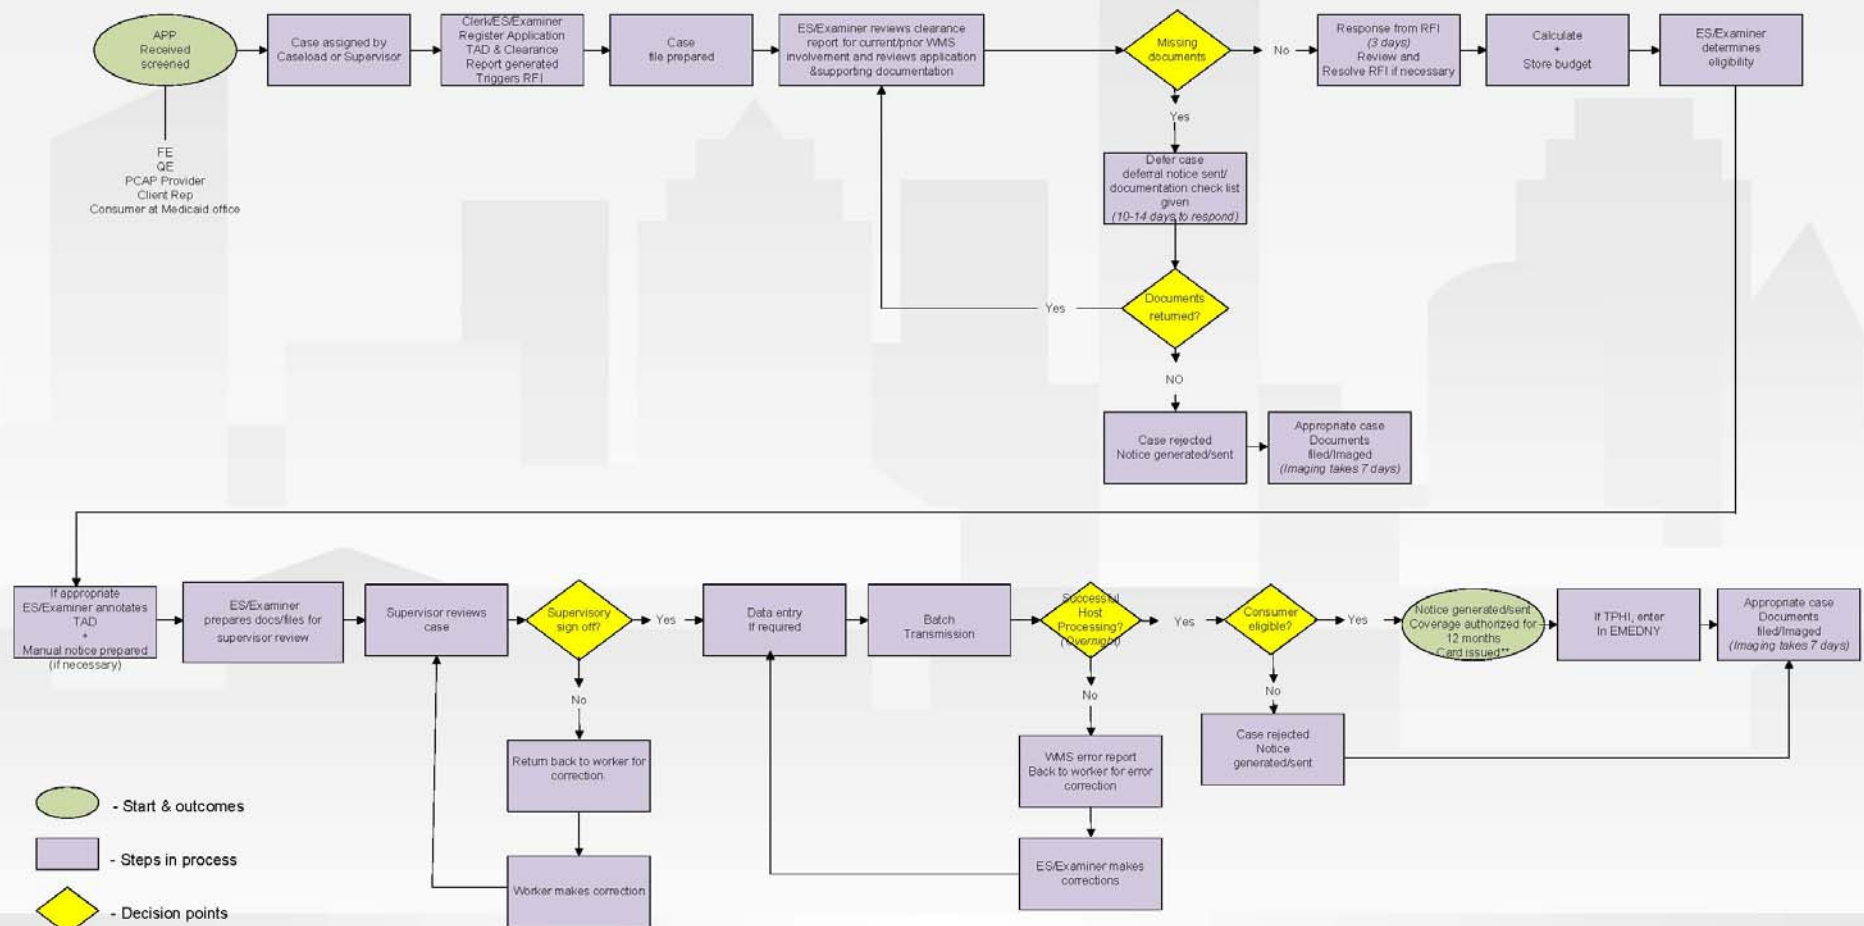 APP
Received
screened
Case assigned by
Caseload or Supervisor
Clerk/ES/Examiner
Register Application
TAD & Clearance
Report generated
Triggers RFI
Case
file prepared
ES/Examiner reviews clearance
report for current/prior WMS
involvement and reviews application
&supporting documentation
Missing
documents
No
Response from RFI
(3 days)
Review and
Resolve RFI if necessary
Calculate
+
Store budget
ES/Examiner
determines
eligibility
FE
QE
PCAP Provider
Client Rep
Consumer at Medicaid office
Yes
Defer case
deferral notice sent/
documentation check list
given
(10-14 days to respond)
Documents
returned?
Yes
NO
Case rejected
Notice generated/sent
Appropriate case
Documents
filed/Imaged
(Imaging takes 7 days)
If appropriate
ES/Examiner annotates
TAD
+
Manual notice prepared
(if necessary)
ES/Examiner
prepares docs/files for
supervisor review
Supervisor reviews
case
Supervisory
sign off?
Yes
Data entry
If required
Batch
Transmission
Successful
Host
Processing?
(Overnight)
Yes
Consumer
eligible?
Yes
Notice generated/sent
Coverage authorized for
12 months
Card issued**
If TPHI, enter
In EMEDNY
Appropriate case
Documents
filed/Imaged
(Imaging takes 7 days)
No
Return back to worker for
correction
Worker makes correction
No
WMS error report
Back to worker for error
correction
ES/Examiner makes
corrections
No
Case rejected
Notice
generated/sent
- Start & outcomes
- Steps in process
- Decision points